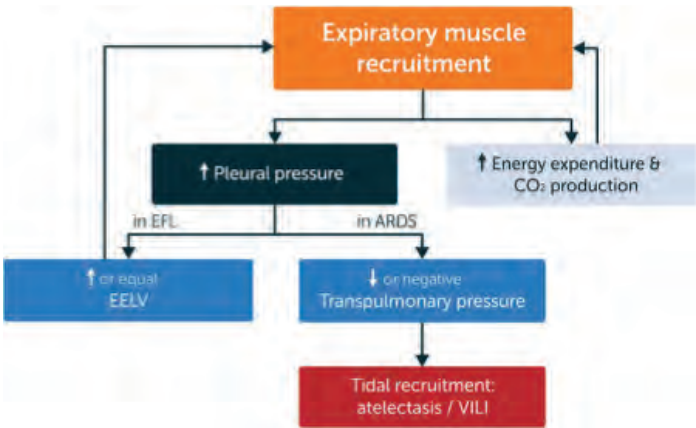 Expiratory muscle
recruitment
↑ Pleural pressure
↑ Energy expenditure &
CO₂ production
in EFL
in ARDS
↑ or equal
EELV
↓ or negative
Transpulmonary pressure
Tidal recruitment:
atelectasis / VILI